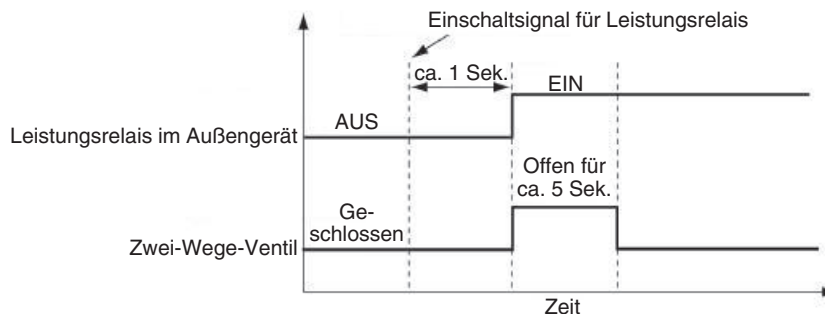 Einschaltsignal für Leistungsrelais
ca. 1 Sek.
EIN
AUS
Leistungsrelais im Außengerät
Offen für
ca. 5 Sek.
Ge-
schlossen
Zwei-Wege-Ventil
Zeit